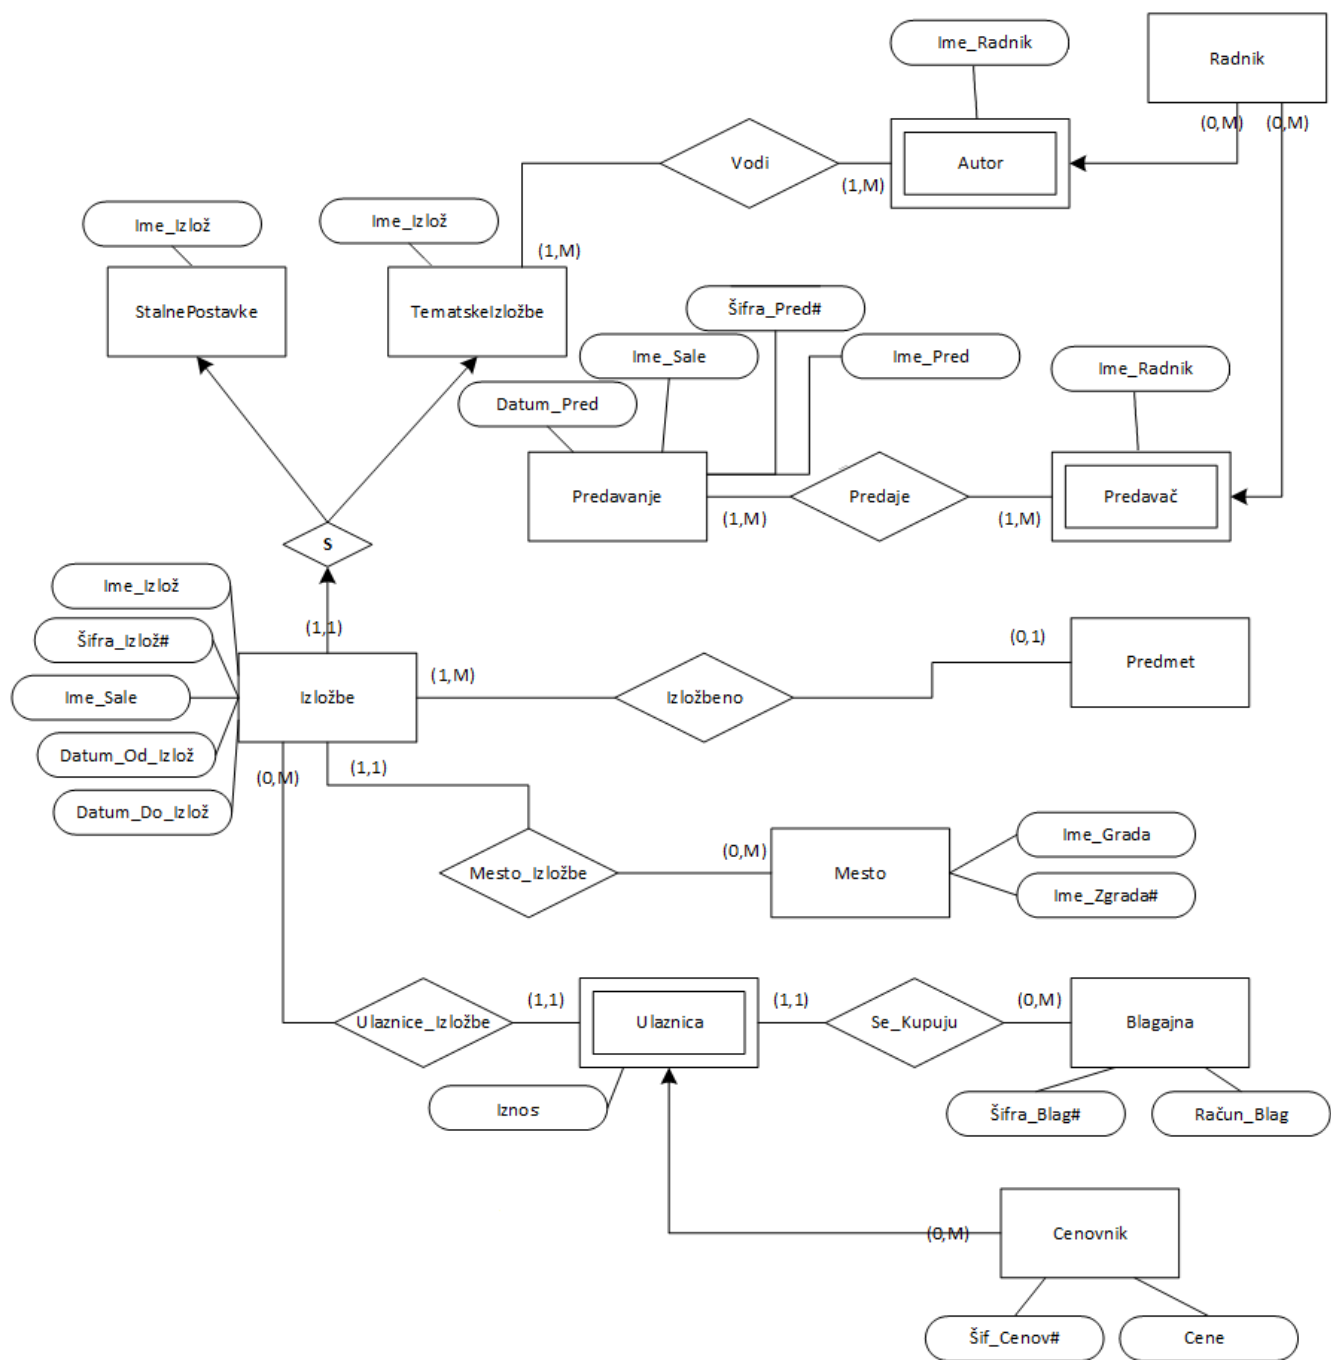 Ime_Radnik
Radnik
(0,M)
(0,M)
Vodi
Autor
(1,M)
Ime_Izlož
Ime_Izlož
(1,M)
StalnePostavke
TematskeIzložbe
Šifra_Pred#
Ime_Sale
Ime_Pred
Ime_Radnik
Datum_Pred
Predavanje
Predaje
Predavač
(1,M)
(1,M)
S
Ime_Izlož
(1,1)
Šifra_Izlož#
(0,1)
Predmet
(1,M)
Ime_Sale
Izložbe
Izložbeno
Datum_Od_Izlož
(0,M)
(1,1)
Datum_Do_Izlož
Ime_Grada
(0,M)
Mesto_Izložbe
Mesto
Ime_Zgrada#
(1,1)
(1,1)
(0,M)
Ulaznice_Izložbe
Ulaznica
Se_Kupuju
Blagajna
Iznos
Šifra_Blag#
Račun_Blag
(0,M)
Cenovnik
Šif_Cenov#
Cene